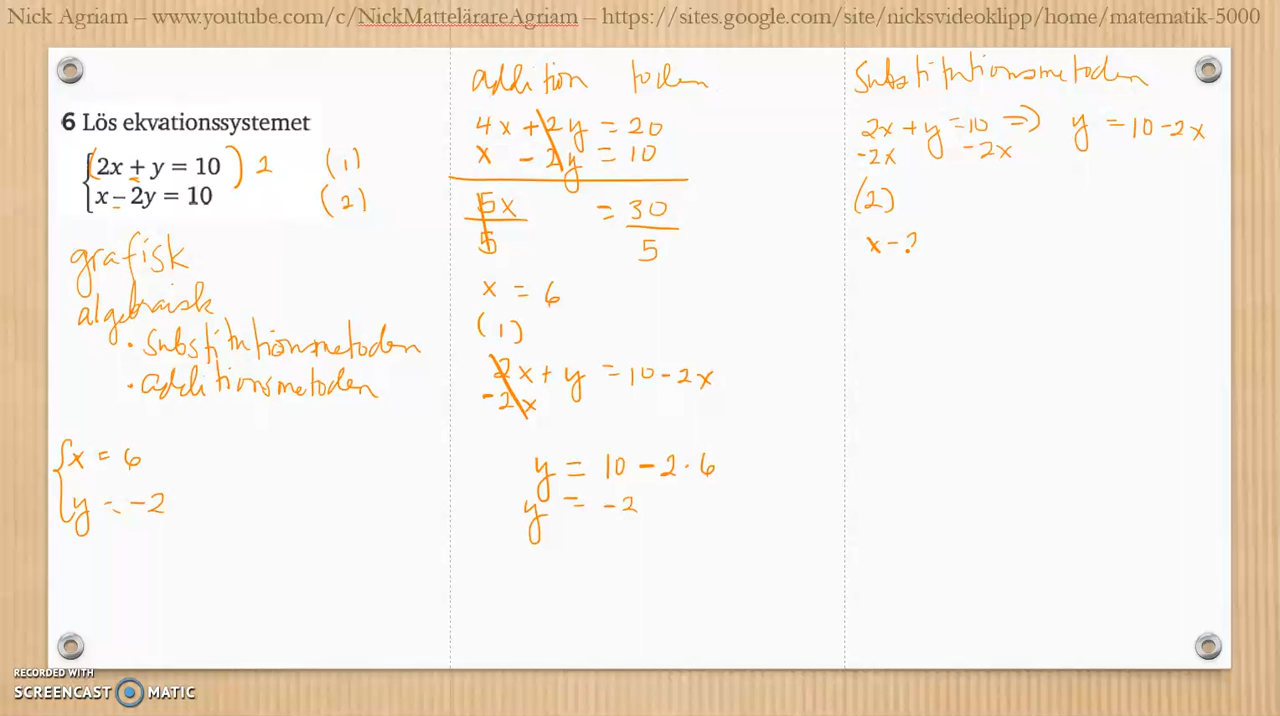 Nick Agriam – www.youtube.com/c/NickMattelärareAgriam – https://sites.google.com/site/nicksvideoklipp/home/matematik-5000
6 Lös ekvationssystemet
(2x + y = 10) 2 (1)
x – 2y = 10 (2)
grafisk
algebraisk
• substitutionsmetoden
• additionsmetoden
x = 6
y = -2
addition toden
4x + 2y = 20
x - 2y = 10
5x = 30
5 5
x = 6
(1)
2x + y = 10 - 2x
-2x
y = 10 - 2 · 6
y = -2
Substitutionsmetoden
2x + y = 10 => y = 10 - 2x
-2x -2x
(2)
x - 2
RECORDED WITH
SCREENCAST MATIC